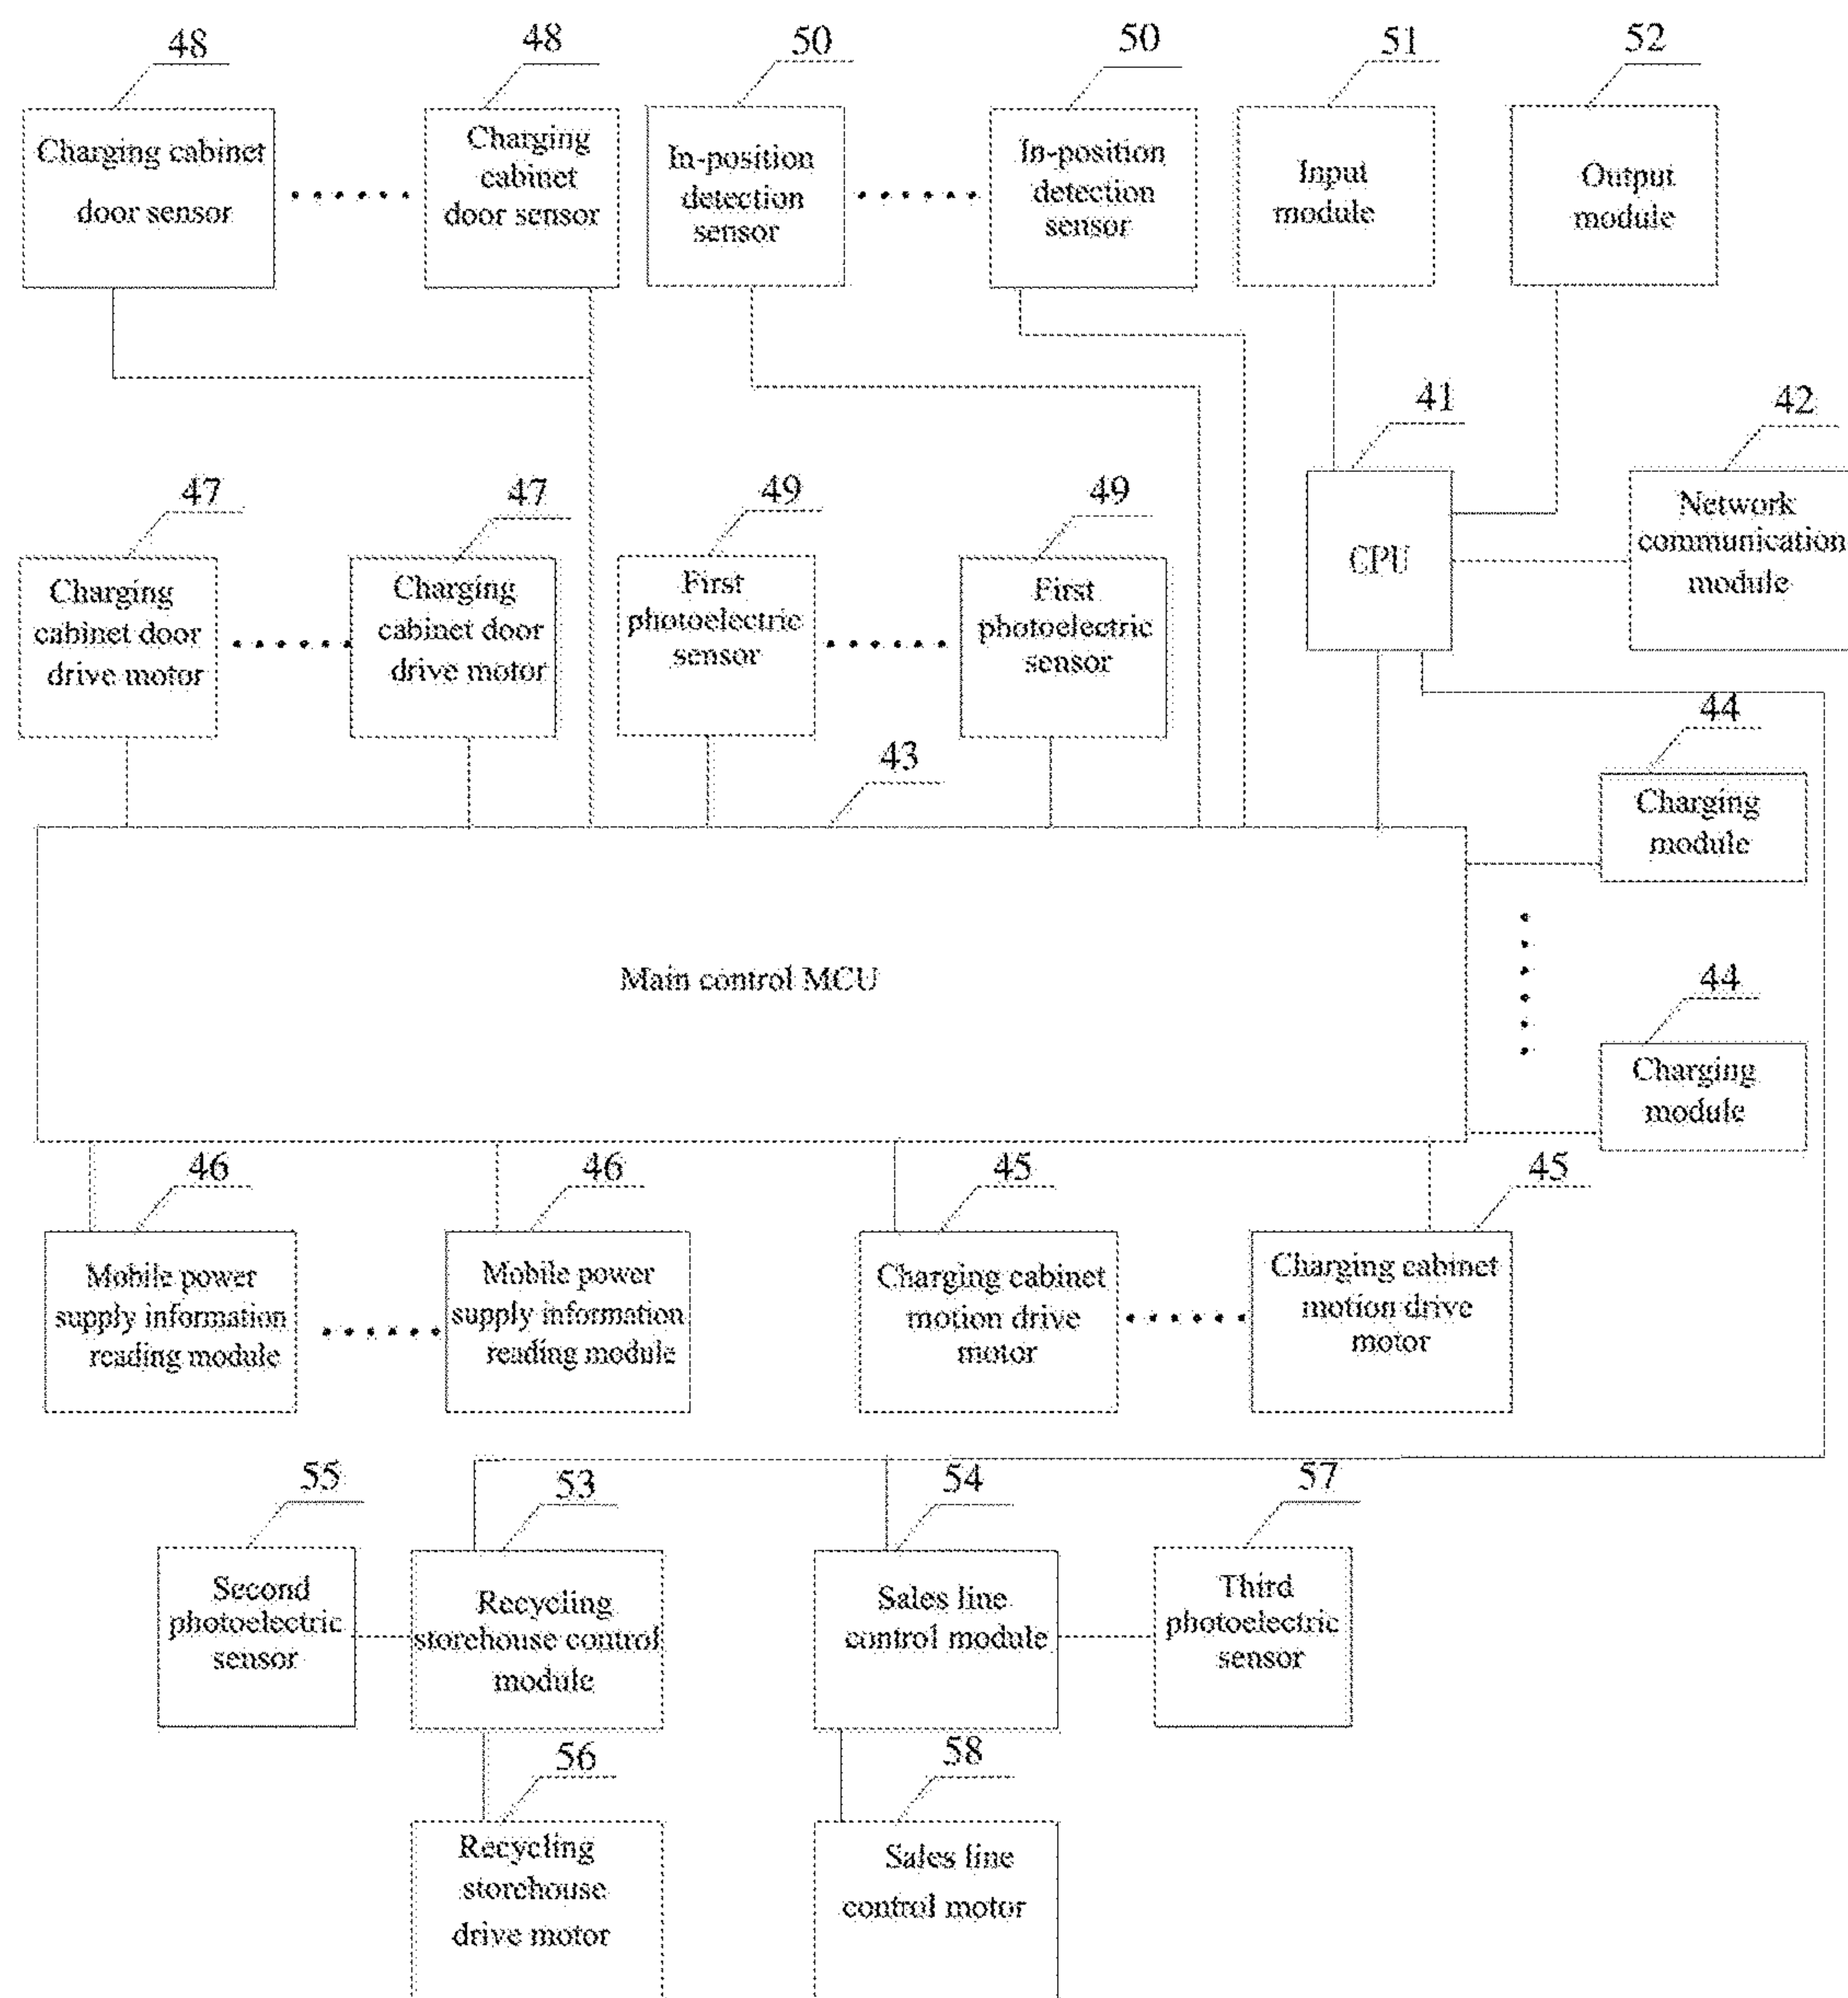 48
48
50
50
51
52
Charging cabinet
door sensor
Charging
cabinet
door sensor
In-position
detection
sensor
In-position
detection
sensor
Input
module
Output
module
41
42
47
47
49
49
Charging
cabinet door
drive motor
Charging
cabinet door
drive motor
First
photoelectric
sensor
First
photoelectric
sensor
CPU
Network
communication
module
43
44
Charging
module
Main control MCU
44
Charging
module
46
46
45
45
Mobile power
supply information
reading module
Mobile power
supply information
reading module
Charging cabinet
motion drive
motor
Charging cabinet
motion drive
motor
55
53
54
57
Second
photoelectric
sensor
Recycling
storehouse control
module
Sales line
control module
Third
photoelectric
sensor
56
58
Recycling
storehouse
drive motor
Sales line
control motor